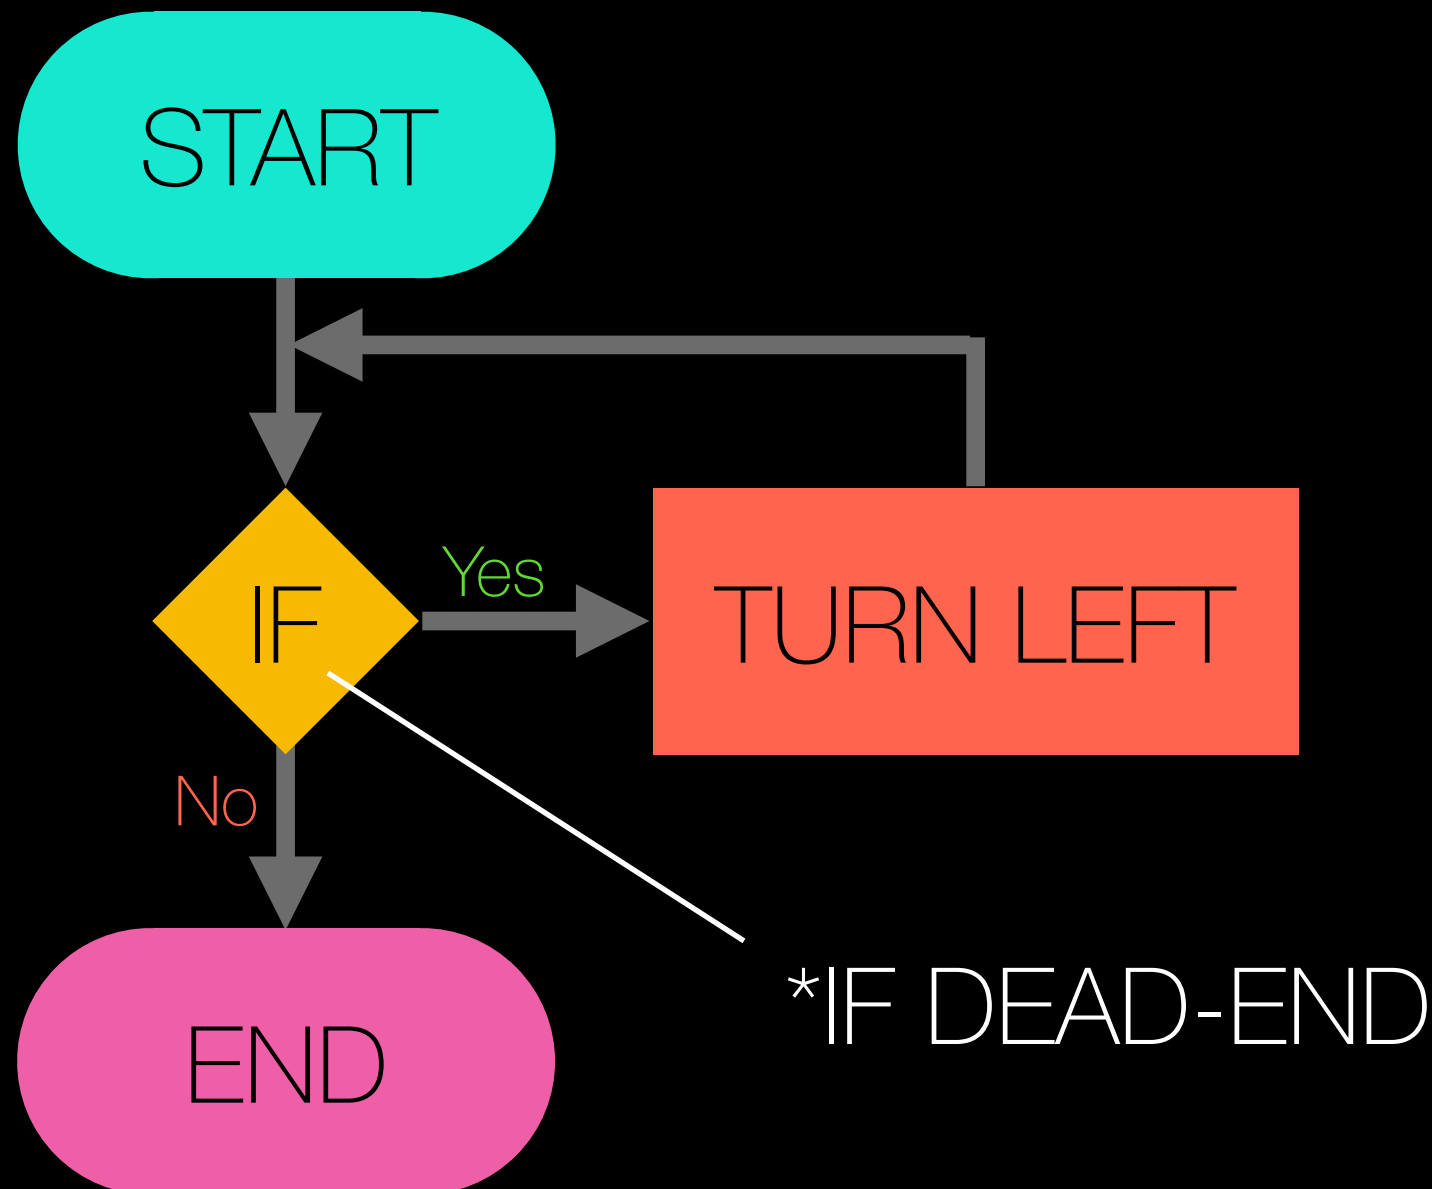 START
Yes
IF
TURN LEFT
No
*IF DEAD-END
END